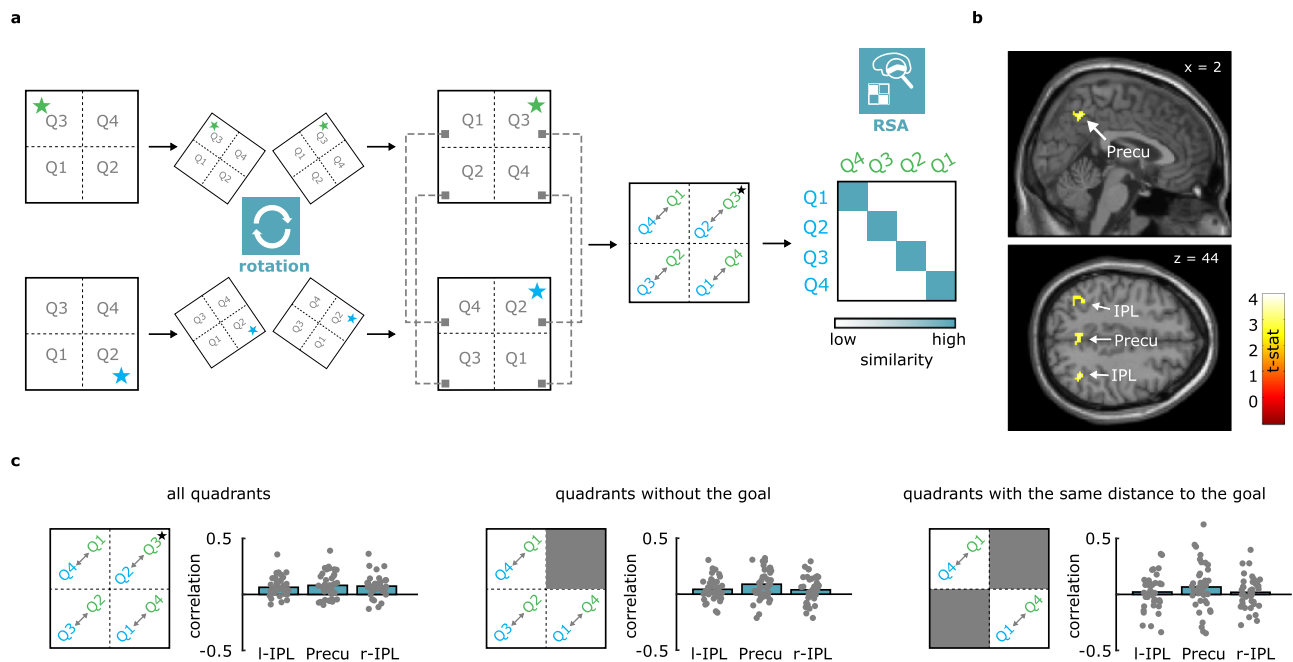 a
Q3 Q4
Q1 Q2
Q3
Q4
Q1
Q2
Q3
Q4
Q1
Q2
rotation
Q3 Q4
Q1 Q2
Q4
Q3
Q2
Q1
Q2
Q3
Q4
Q1
Q1 Q3
Q2 Q4
Q4 Q2
Q3 Q1
Q4 Q1
Q2 Q3
Q3 Q2
Q1 Q4
RSA
Q4 Q3 Q2 Q1
Q1
Q2
Q3
Q4
low high
similarity
b
x = 2
Precu
z = 44
IPL
Precu
IPL
4
3
2
1
0
t-stat
c
all quadrants
Q4 Q1
Q2 Q3
Q3 Q2
Q1 Q4
correlation
0.5
0
-0.5
l-IPL Precu r-IPL
quadrants without the goal
Q4 Q1
Q3 Q2
Q1 Q4
correlation
0.5
0
-0.5
l-IPL Precu r-IPL
quadrants with the same distance to the goal
Q4 Q1
Q1 Q4
correlation
0.5
0
-0.5
l-IPL Precu r-IPL